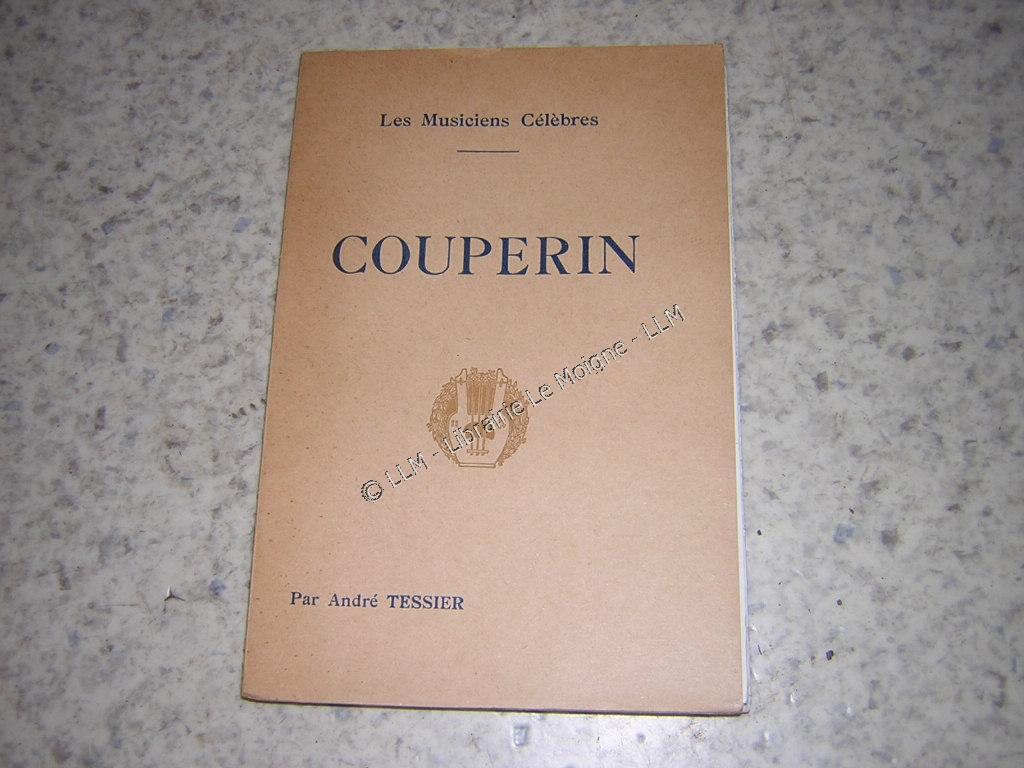 Les Musiciens Célèbres
COUPERIN
© LLM - Librairie Le Moigne - LLM
Par André TESSIER